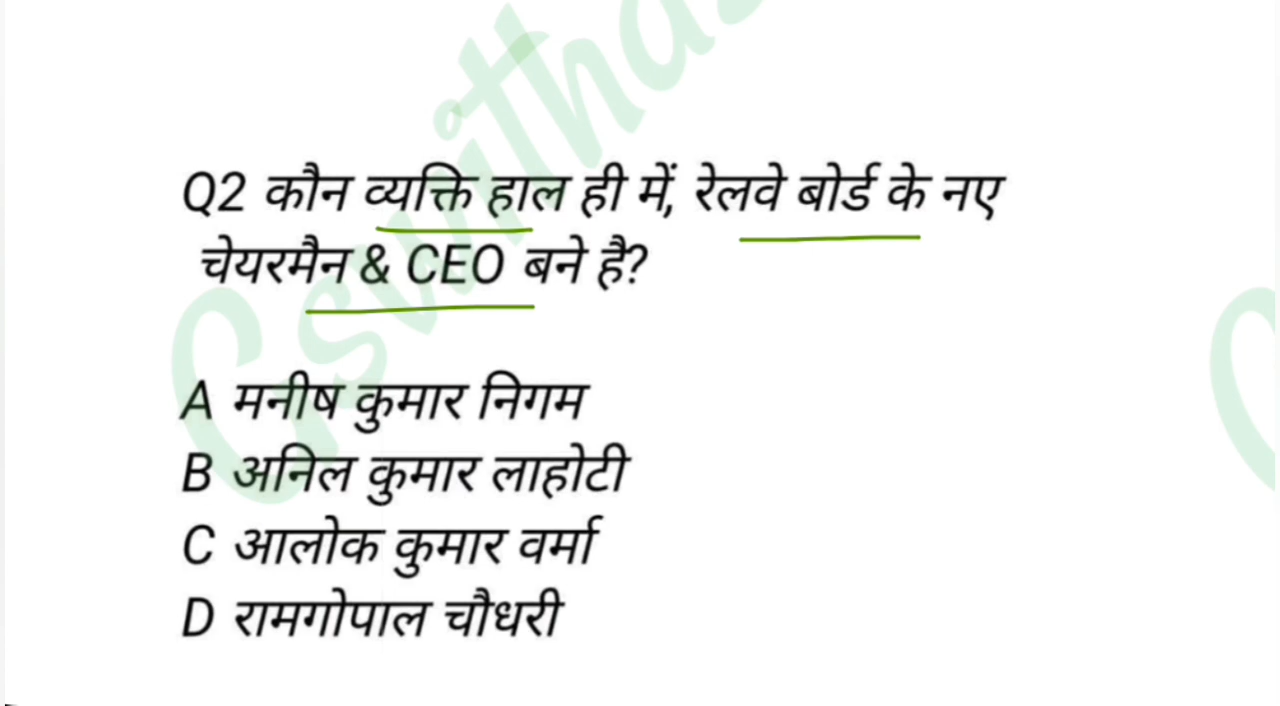 Q2 कौन व्यक्ति हाल ही में, रेलवे बोर्ड के नए
चेयरमैन & CEO बने है?
A मनीष कुमार निगम
B अनिल कुमार लाहोटी
C आलोक कुमार वर्मा
D रामगोपाल चौधरी